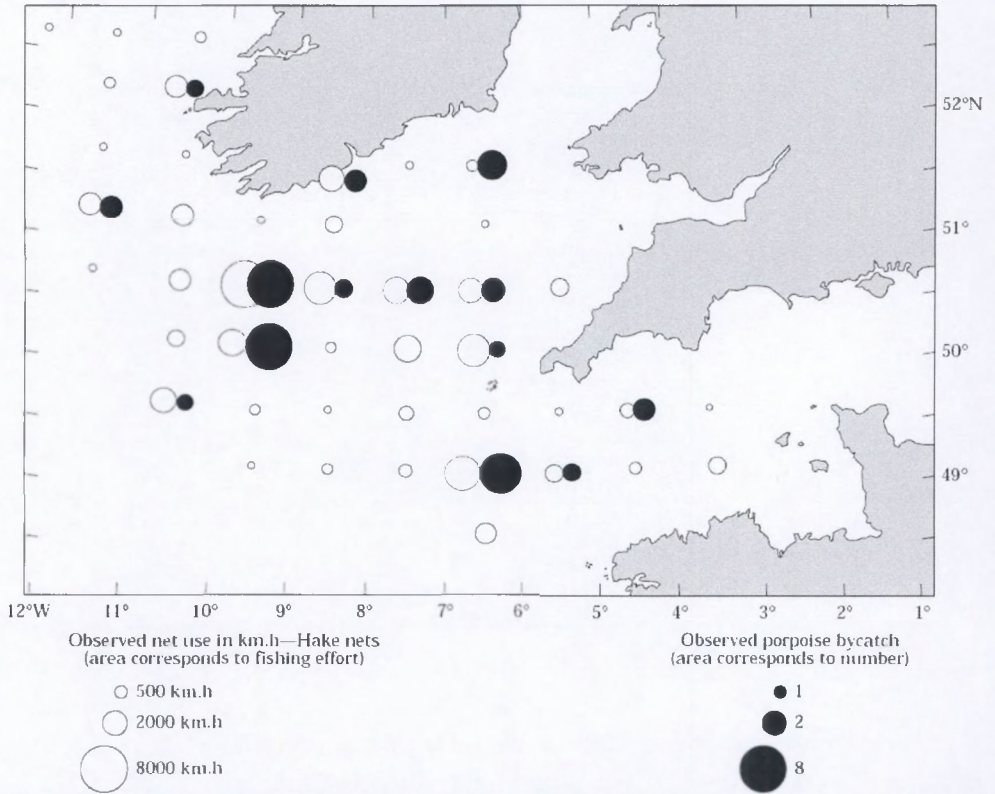 52°N
51°
50°
49°
12°W 11° 10° 9° 8° 7° 6° 5° 4° 3° 2° 1°
Observed net use in km.h—Hake nets
(area corresponds to fishing effort)
500 km.h
2000 km.h
8000 km.h
Observed porpoise bycatch
(area corresponds to number)
1
2
8